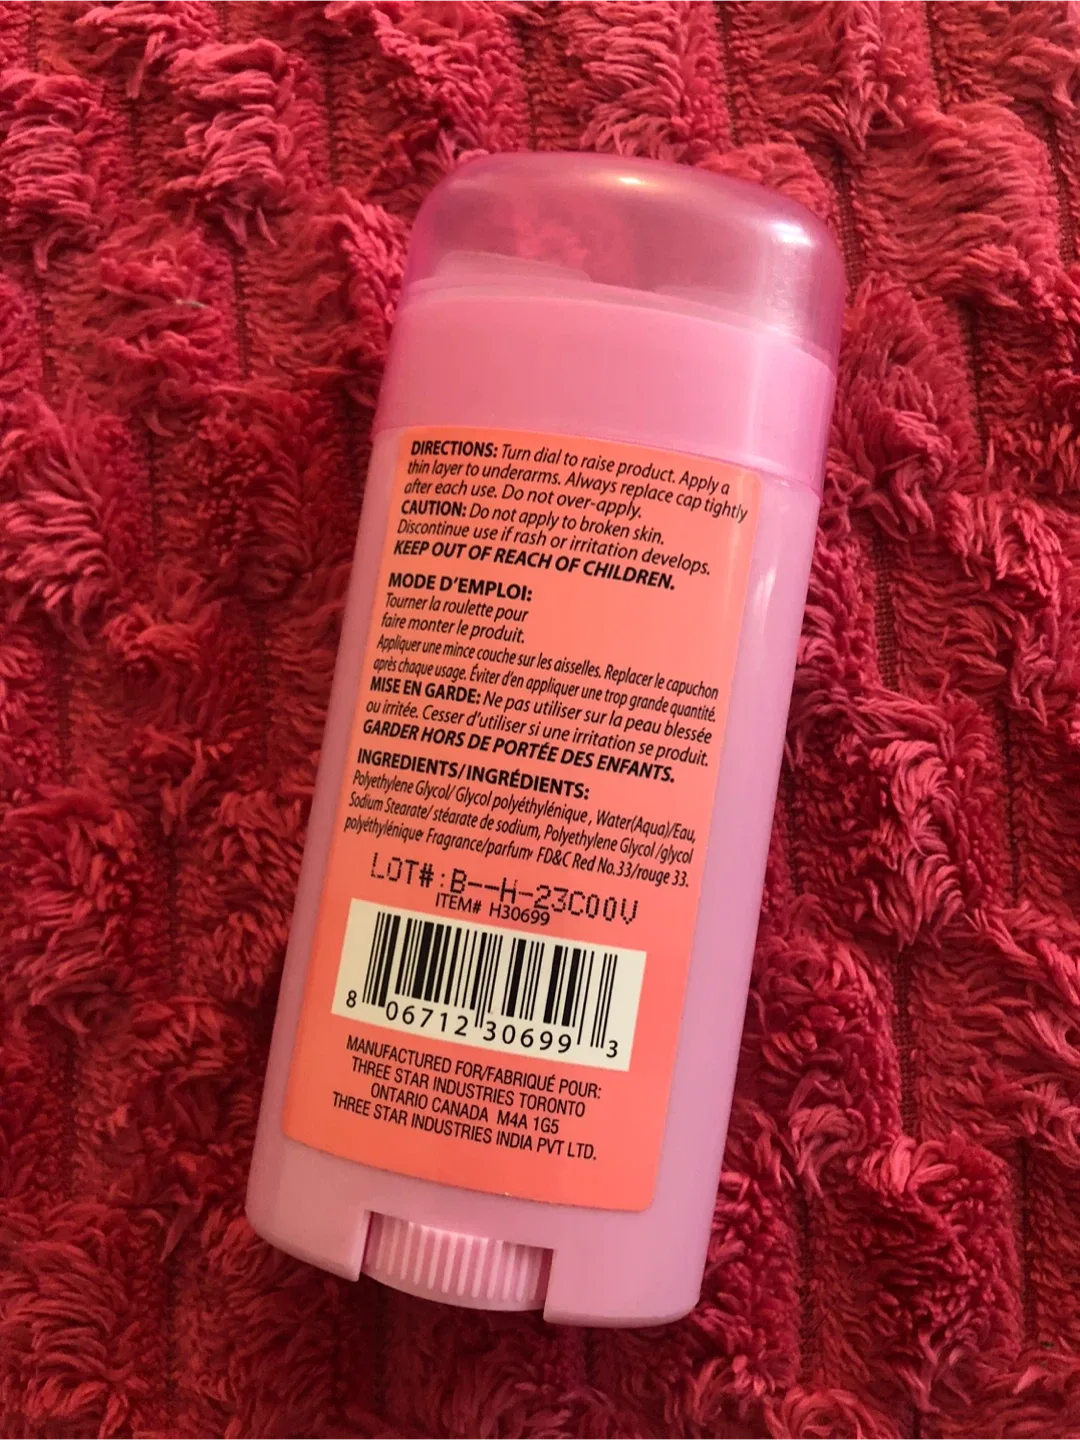 DIRECTIONS: Turn dial to raise product. Apply a
thin layer to underarms. Always replace cap tightly
after each use. Do not over-apply.
CAUTION: Do not apply to broken skin.
Discontinue use if rash or irritation develops.
KEEP OUT OF REACH OF CHILDREN.
MODE D'EMPLOI:
Tourner la roulette pour
faire monter le produit.
Appliquer une mince couche sur les aisselles. Replacer le capuchon
après chaque usage. Éviter d'en appliquer une trop grande quantité.
MISE EN GARDE: Ne pas utiliser sur la peau blessée
ou irritée. Cesser d'utiliser si une irritation se produit.
GARDER HORS DE PORTÉE DES ENFANTS.
INGREDIENTS/INGRÉDIENTS:
Polyethylene Glycol/ Glycol polyéthylénique , Water(Aqua)/Eau,
Sodium Stearate/ stéarate de sodium, Polyethylene Glycol /glycol
polyéthylénique, Fragrance/parfum, FD&C Red No.33/rouge 33.
LOT#:B--H-23C00V
ITEM# H30699
8 06712 30699 3
MANUFACTURED FOR/FABRIQUÉ POUR:
THREE STAR INDUSTRIES TORONTO
ONTARIO CANADA M4A 1G5
THREE STAR INDUSTRIES INDIA PVT LTD.